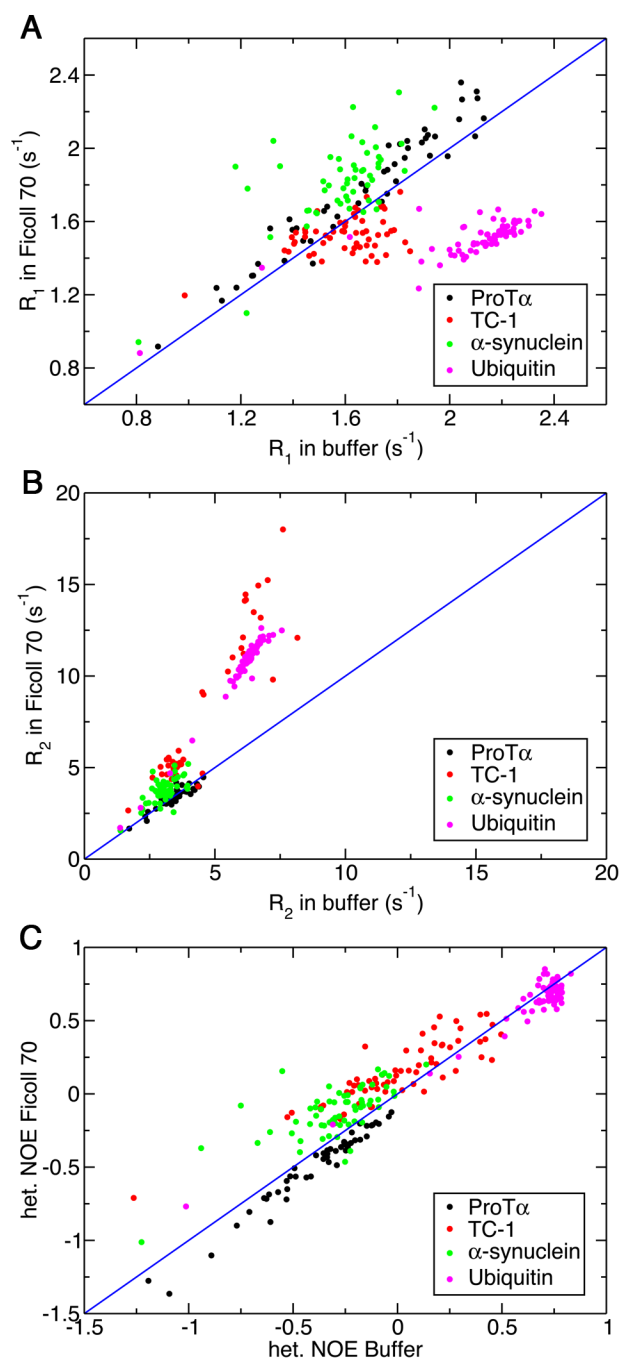 A
R1 in Ficoll 70 (s-1)
2.4
2
1.6
1.2
0.8
ProTα
TC-1
α-synuclein
Ubiquitin
0.8 1.2 1.6 2 2.4
R1 in buffer (s-1)
B
R2 in Ficoll 70 (s-1)
20
15
10
5
0
ProTα
TC-1
α-synuclein
Ubiquitin
0 5 10 15 20
R2 in buffer (s-1)
C
het. NOE Ficoll 70
1
0.5
0
-0.5
-1
-1.5
ProTα
TC-1
α-synuclein
Ubiquitin
-1.5 -1 -0.5 0 0.5 1
het. NOE Buffer